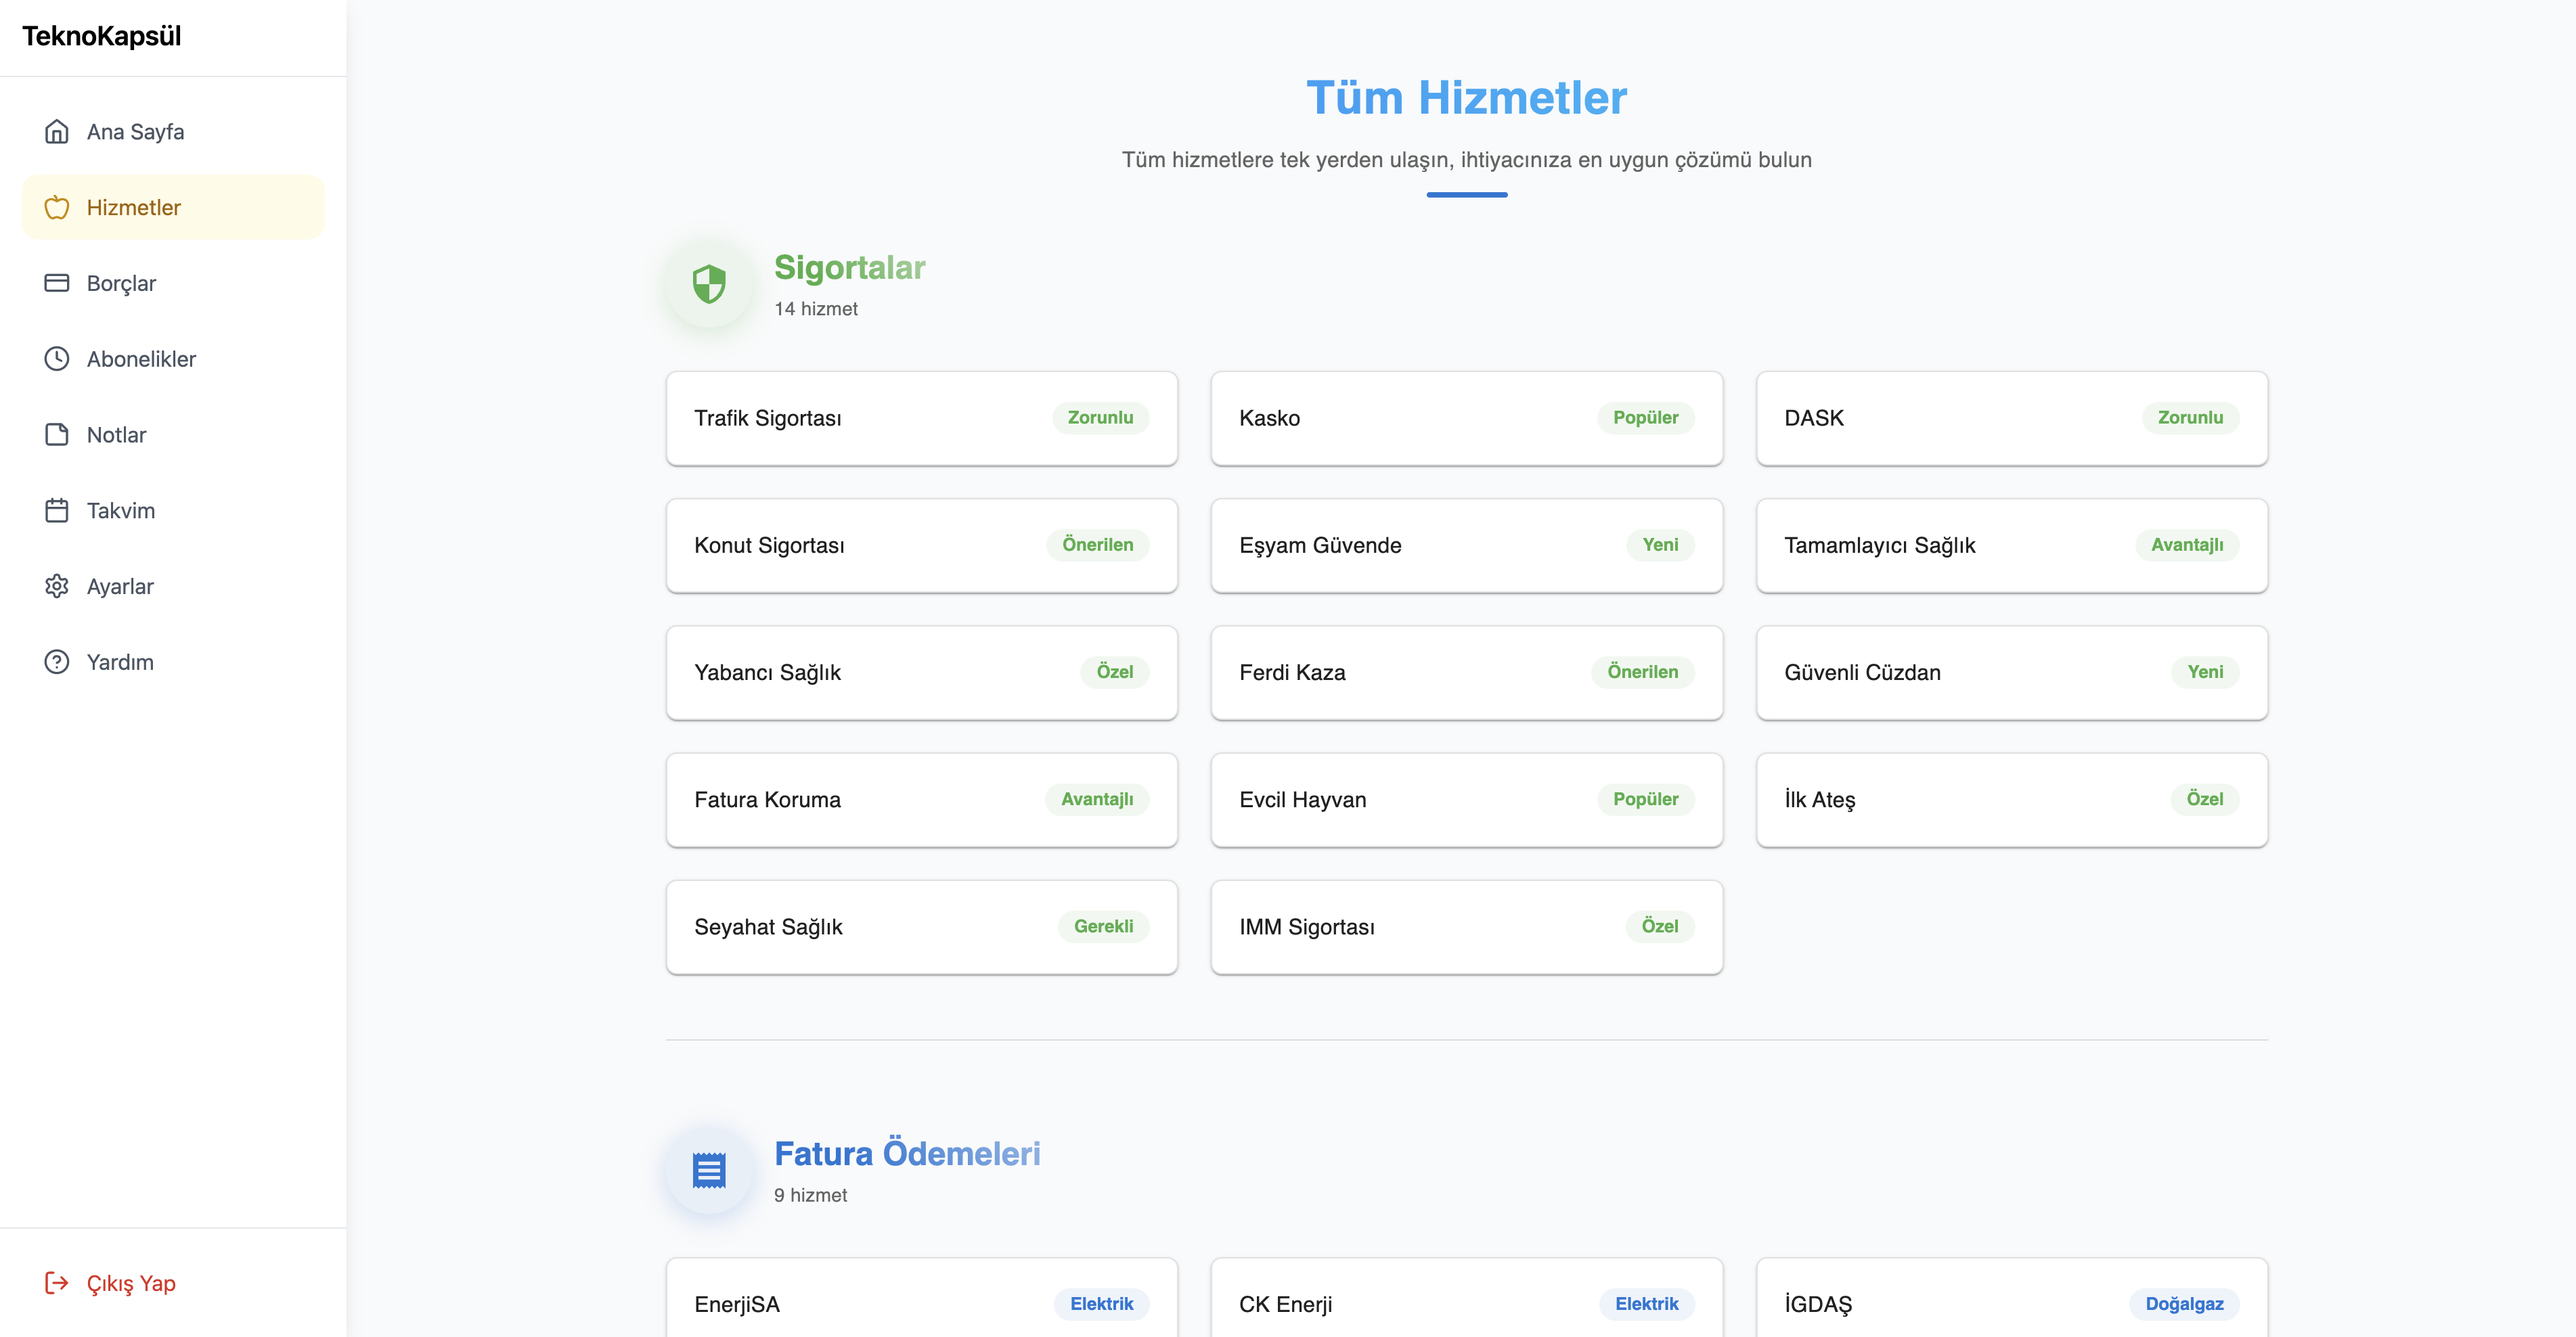 TeknoKapsül
Ana Sayfa
Hizmetler
Borçlar
Abonelikler
Notlar
Takvim
Ayarlar
Yardım
Çıkış Yap
Tüm Hizmetler
Tüm hizmetlere tek yerden ulaşın, ihtiyacınıza en uygun çözümü bulun
Sigortalar
14 hizmet
Trafik Sigortası Zorunlu
Kasko Popüler
DASK Zorunlu
Konut Sigortası Önerilen
Eşyam Güvende Yeni
Tamamlayıcı Sağlık Avantajlı
Yabancı Sağlık Özel
Ferdi Kaza Önerilen
Güvenli Cüzdan Yeni
Fatura Koruma Avantajlı
Evcil Hayvan Popüler
İlk Ateş Özel
Seyahat Sağlık Gerekli
IMM Sigortası Özel
Fatura Ödemeleri
9 hizmet
EnerjiSA Elektrik
CK Enerji Elektrik
İGDAŞ Doğalgaz